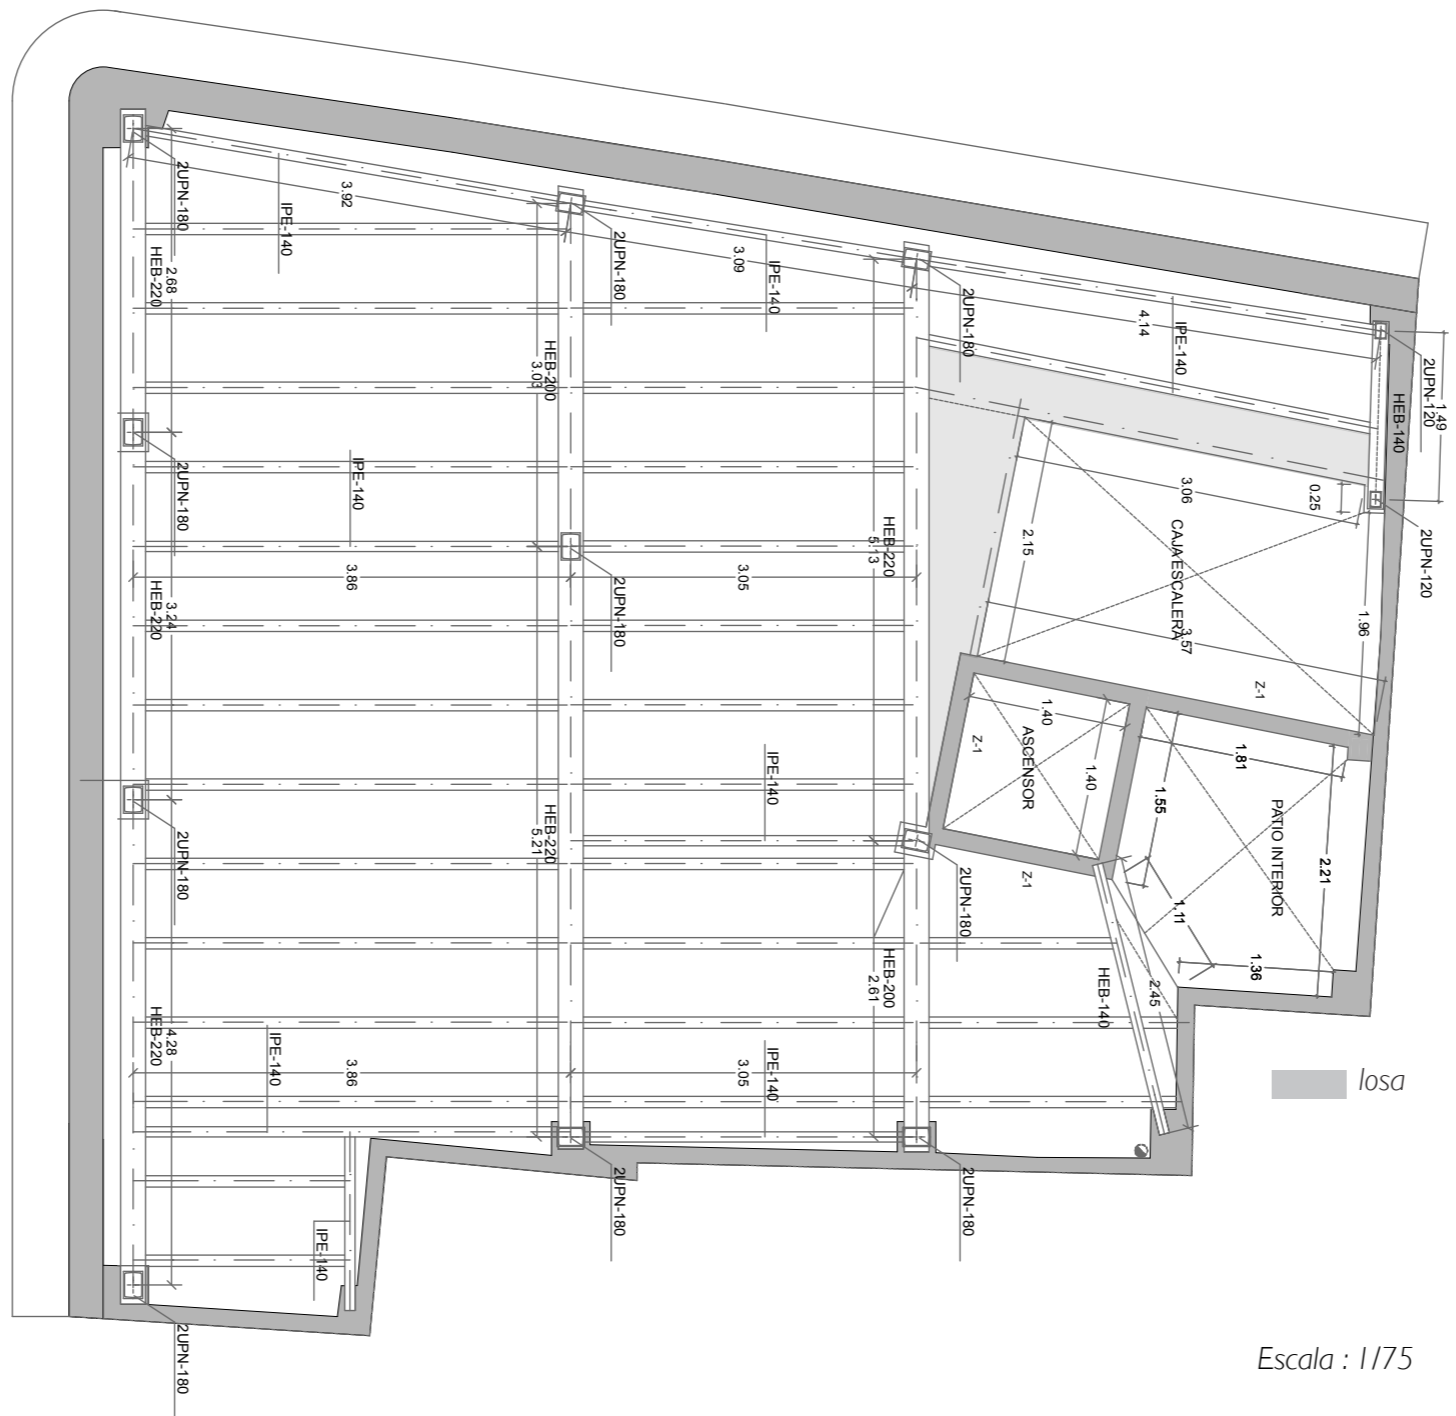 2UPN-180
3.92
IPE-140
HEB-220
2.68
2UPN-180
3.09
IPE-140
2UPN-180
4.14
IPE-140
2UPN-120
1.49
HEB-140
HEB-200
3.03
2UPN-180
IPE-140
HEB-220
5.13
3.06
0.25
2UPN-120
2.15
CAJA ESCALERA
3.86
3.05
HEB-220
3.24
2UPN-180
1.96
3.57
Z-1
1.40
Z-1
ASCENSOR
1.40
1.81
1.55
PATIO INTERIOR
2.21
IPE-140
HEB-220
5.21
2UPN-180
Z-1
2UPN-180
1.11
1.36
HEB-200
2.61
HEB-140
2.45
HEB-220
4.28
IPE-140
3.86
3.05
IPE-140
losa
2UPN-180
2UPN-180
IPE-140
2UPN-180
Escala : 1/75